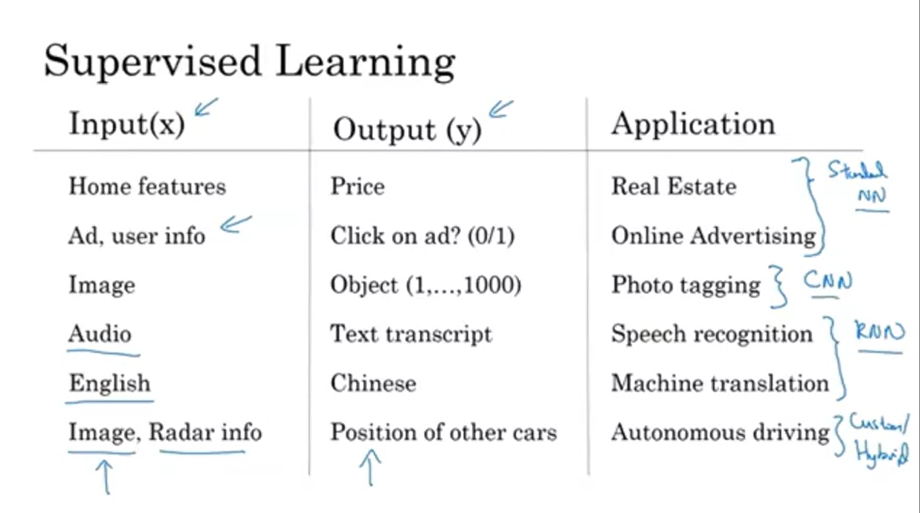 Supervised Learning
Input(x) Output (y) Application
Home features Price Real Estate
Standard
NN
Ad, user info Click on ad? (0/1) Online Advertising
Image Object (1,...,1000) Photo tagging CNN
Audio Text transcript Speech recognition RNN
English Chinese Machine translation
Image, Radar info Position of other cars Autonomous driving Custom/
Hybrid